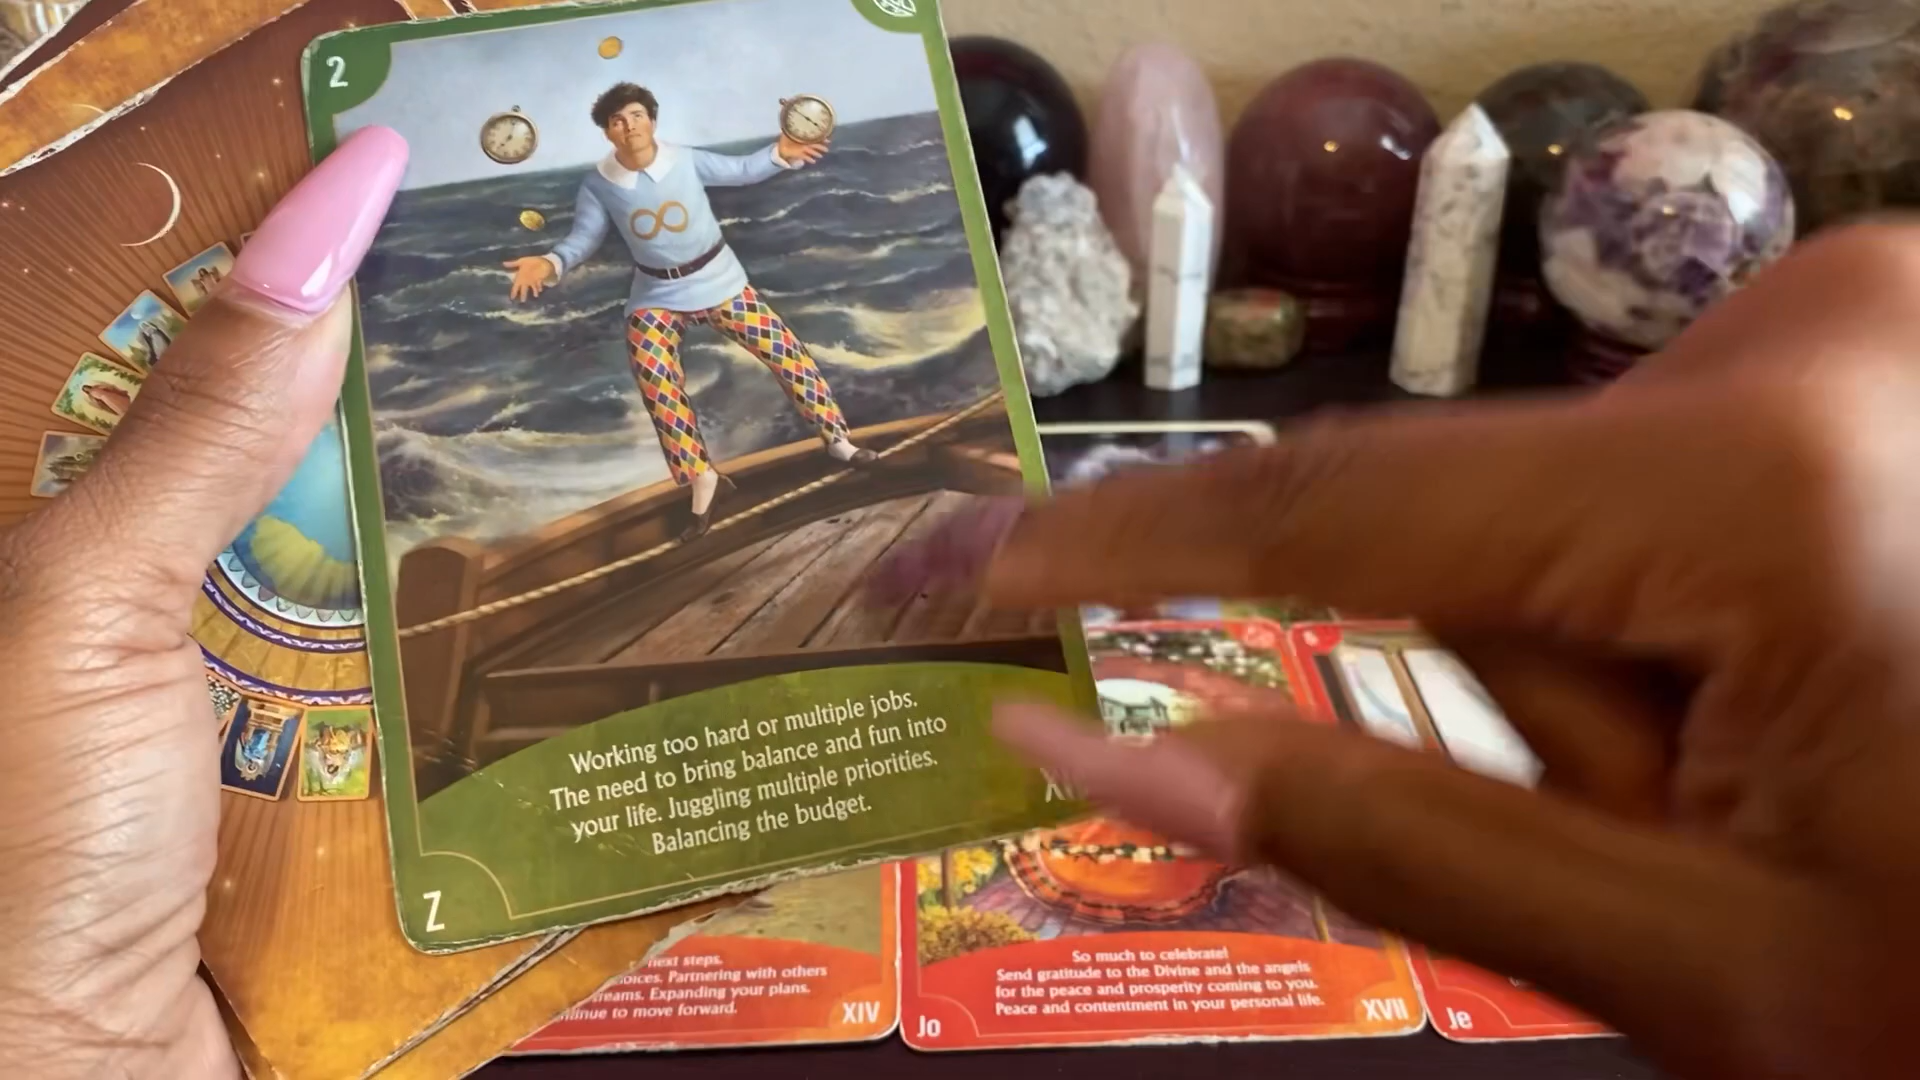 2
Working too hard or multiple jobs.
The need to bring balance and fun into
your life. Juggling multiple priorities.
Balancing the budget.
Z
next steps.
Partnering with others
Expanding your plans.
to move forward.
XIV
So much to celebrate!
Send gratitude to the Divine and the angels
for the peace and prosperity coming to you.
Peace and contentment in your personal life.
Jo
XVII
Je